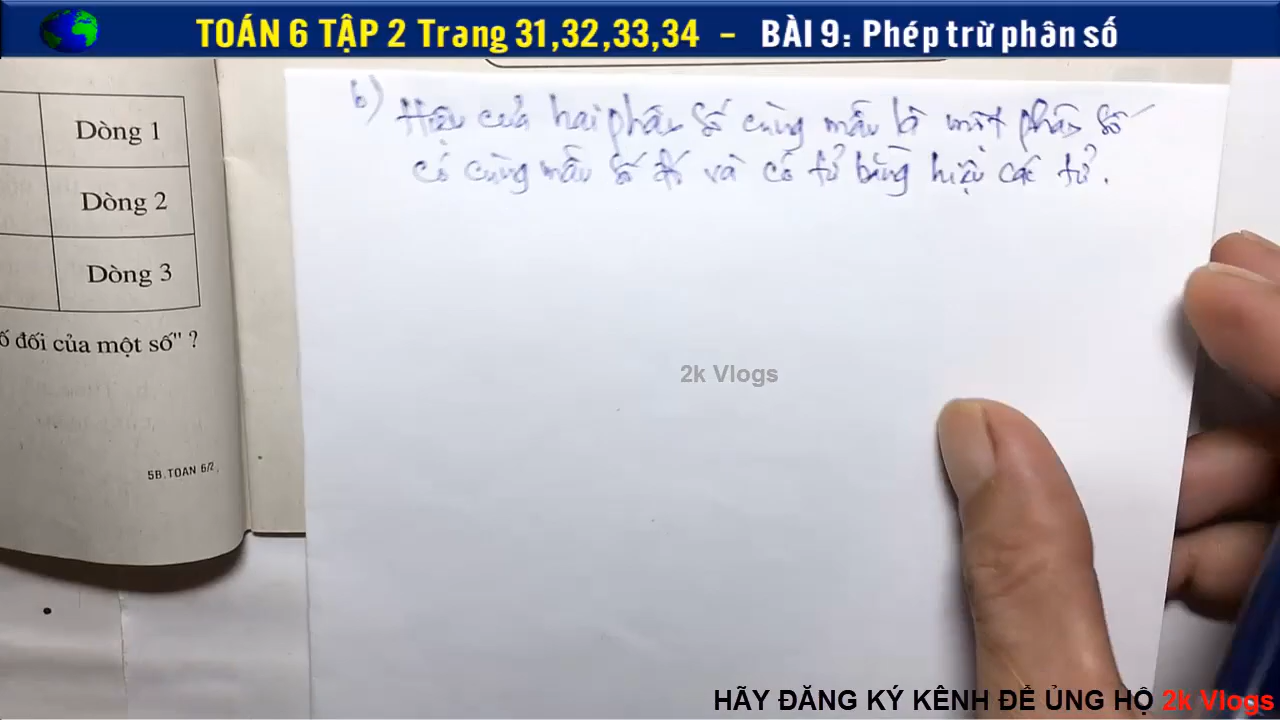 TOÁN 6 TẬP 2 Trang 31,32,33,34 - BÀI 9: Phép trừ phân số
Dòng 1
Dòng 2
Dòng 3
ố đối của một số" ?
5B.TOAN 6/2
b) Hiệu của hai phân số cùng mẫu là một phân số
có cùng mẫu số đó và có tử bằng hiệu các tử.
2k Vlogs
HÃY ĐĂNG KÝ KÊNH ĐỂ ỦNG HỘ 2k Vlogs